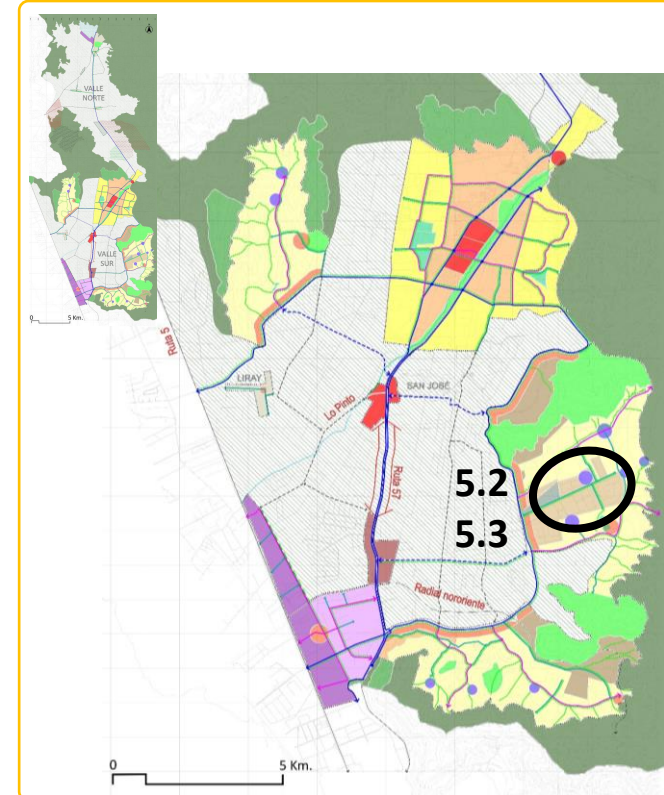 VALLE
NORTE
VALLE
SUR
0 5 Km.
Ruta 5
LIRAY
Lo Pinto
SAN JOSÉ
Ruta 57
5.2
5.3
Radial nororiente
0 5 Km.